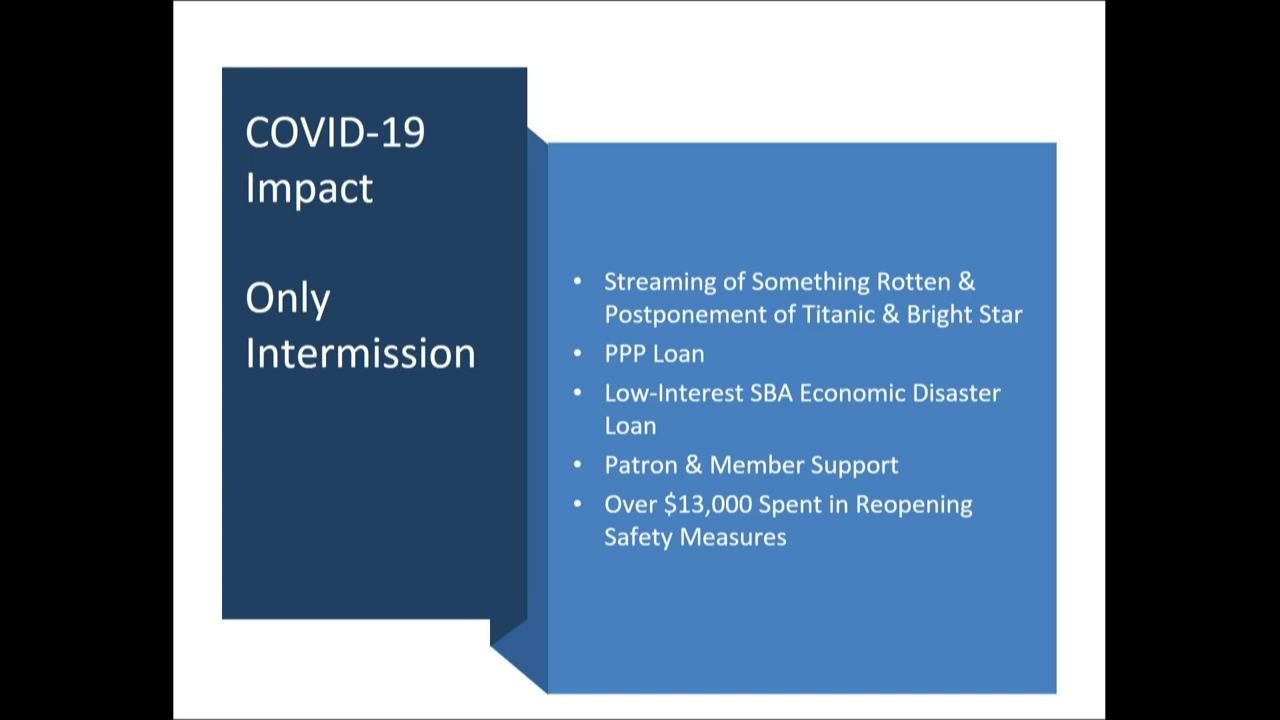 COVID-19
Impact
Only
Intermission
• Streaming of Something Rotten &
Postponement of Titanic & Bright Star
• PPP Loan
• Low-Interest SBA Economic Disaster
Loan
• Patron & Member Support
• Over $13,000 Spent in Reopening
Safety Measures